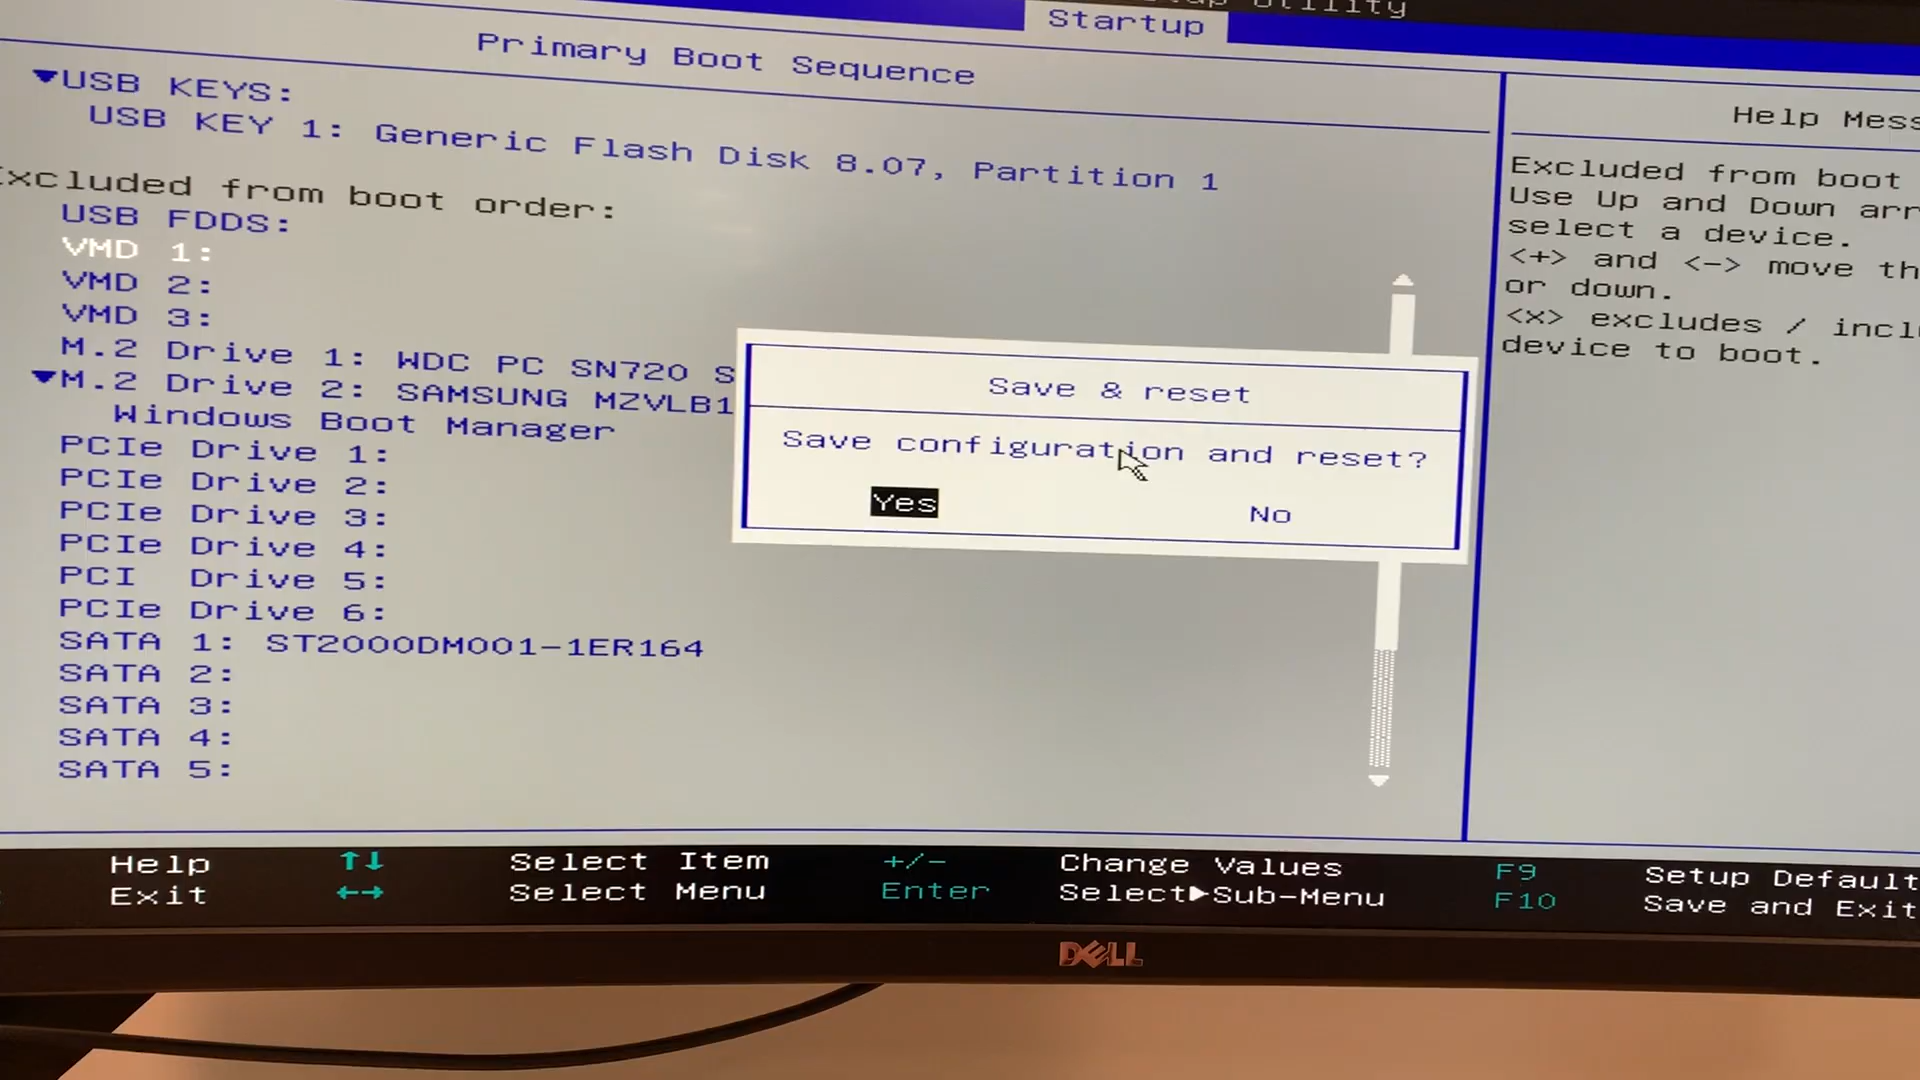 Utility
Startup
Primary Boot Sequence
USB KEYS:
USB KEY 1: Generic Flash Disk 8.07, Partition 1
Excluded from boot order:
USB FDDS:
VMD 1:
VMD 2:
VMD 3:
M.2 Drive 1: WDC PC SN720 S
M.2 Drive 2: SAMSUNG MZVLB1
Windows Boot Manager
PCIe Drive 1:
PCIe Drive 2:
PCIe Drive 3:
PCIe Drive 4:
PCI  Drive 5:
PCIe Drive 6:
SATA 1: ST2000DM001-1ER164
SATA 2:
SATA 3:
SATA 4:
SATA 5:
Save & reset
Save configuration and reset?
Yes No
Help Mess
Excluded from boot
Use Up and Down arr
select a device.
<+> and <-> move th
or down.
<x> excludes / incl
device to boot.
Help ↑↓ Select Item +/- Change Values F9 Setup Default
Exit ←→ Select Menu Enter Select▶Sub-Menu F10 Save and Exit
DELL